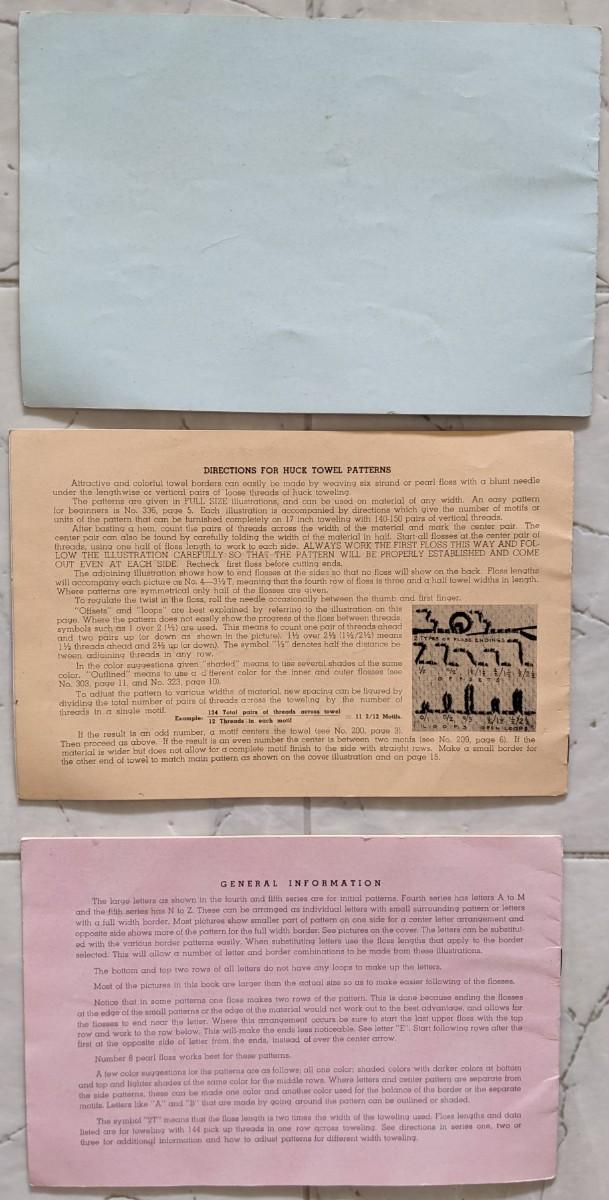 DIRECTIONS FOR HUCK TOWEL PATTERNS
Attractive and colorful towel borders can easily be made by weaving six strand or pearl floss with a blunt needle
under the lengthwise or vertical pairs of loose threads of huck toweling.
The patterns are given in FULL SIZE illustrations, and can be used on material of any width. An easy pattern
for beginners is No. 336, page 5. Each illustration is accompanied by directions which give the number of motifs or
units of the pattern that can be furnished completely on 17 inch toweling with 140-150 pairs of vertical threads.
After basting a hem, count the pairs of threads across the width of the material and mark the center pair. The
center pair can also be found by carefully folding the width of the material in half. Start all flosses at the center pair of
threads, using one half of floss length to work to each side. ALWAYS WORK THE FIRST FLOSS THIS WAY AND FOL-
LOW THE ILLUSTRATION CAREFULLY SO THAT THE PATTERN WILL BE PROPERLY ESTABLISHED AND COME
OUT EVEN AT EACH SIDE. Recheck first floss before cutting ends.
The adjoining illustration shows how to end flosses at the sides so that no floss will show on the back. Floss lengths
will accompany each picture as No. 4—3½ T, meaning that the fourth row of floss is three and a half towel widths in length.
Where patterns are symmetrical only half of the flosses are given.
To regulate the twist in the floss, roll the needle occasionally between the thumb and first finger.
"Offsets" and "loops" are best explained by referring to the illustration on this
page. Where the pattern does not easily show the progress of the floss between threads,
symbols such as 1 over 2 (½) are used. This means to count one pair of threads ahead
and two pairs up (or down as shown in the picture). 1½ over 2½ (1½/2½) means
1½ threads ahead and 2½ up (or down). The symbol "½" denotes half the distance be-
tween adjoining threads in any row.
In the color suggestions given "shaded" means to use several shades of the same
color. "Outlined" means to use a different color for the inner and outer flosses (see
No. 303, page 11, and No. 323, page 10).
To adjust the pattern to various widths of material, new spacing can be figured by
dividing the total number of pairs of threads across the toweling by the number of
threads in a single motif.
Example: 134 Total pairs of threads across towel
12 Threads in each motif = 11 2/12 Motifs.
If the result is an odd number, a motif centers the towel (see No. 200, page 3).
Then proceed as above. If the result is an even number the center is between two motifs (see No. 209, page 6). If the
material is wider but does not allow for a complete motif finish to the side with straight rows. Make a small border for
the other end of towel to match main pattern as shown on the cover illustration and on page 15.
2 TYPES OF FLOSS ENDINGS
OFFSETS
LOOPS OPEN LOOPS
GENERAL INFORMATION
The large letters as shown in the fourth and fifth series are for initial patterns. Fourth series has letters A to M
and the fifth series has N to Z. These can be arranged as individual letters with small surrounding pattern or letters
with a full width border. Most pictures show smaller part of pattern on one side for a center letter arrangement and
opposite side shows more of the pattern for the full width border. See pictures on the cover. The letters can be substitut-
ed with the various border patterns easily. When substituting letters use the floss lengths that apply to the border
selected. This will allow a number of letter and border combinations to be made from these illustrations.
The bottom and top two rows of all letters do not have any loops to make up the letters.
Most of the pictures in this book are larger than the actual size so as to make easier following of the flosses.
Notice that in some patterns one floss makes two rows of the pattern. This is done because ending the flosses
at the edge of the small patterns or the edge of the material would not work out to the best advantage, and allows for
the flosses to end near the letter. Where this arrangement occurs be sure to start the last upper floss with the top
row and work to the row below. This will make the ends less noticeable. See letter "E". Start following rows after the
first at the opposite side of letter from the ends, instead of over the center arrow.
Number 8 pearl floss works best for these patterns.
A few color suggestions for the patterns are as follows: all one color; shaded colors with darker colors at bottom
and top and lighter shades of the same color for the middle rows. Where letters and center pattern are separate from
the side patterns, these can be made one color and another used for the balance of the border or the separate
motifs. Letters like "A" and "B" that are made by going around the pattern can be outlined or shaded.
The symbol "2T" means that the floss length is two times the width of the toweling used. Floss lengths and data
listed are for toweling with 144 pick up threads in one row across toweling. See directions in series one, two or
three for additional information and how to adjust patterns for different width toweling.